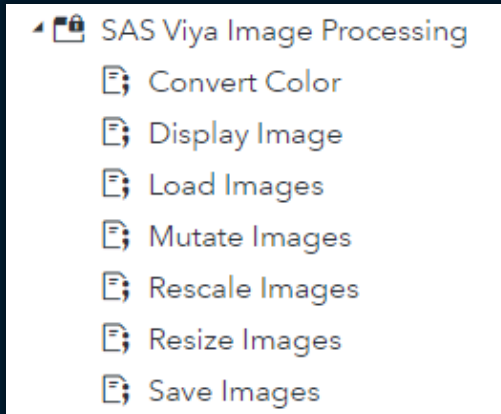 SAS Viya Image Processing
Convert Color
Display Image
Load Images
Mutate Images
Rescale Images
Resize Images
Save Images